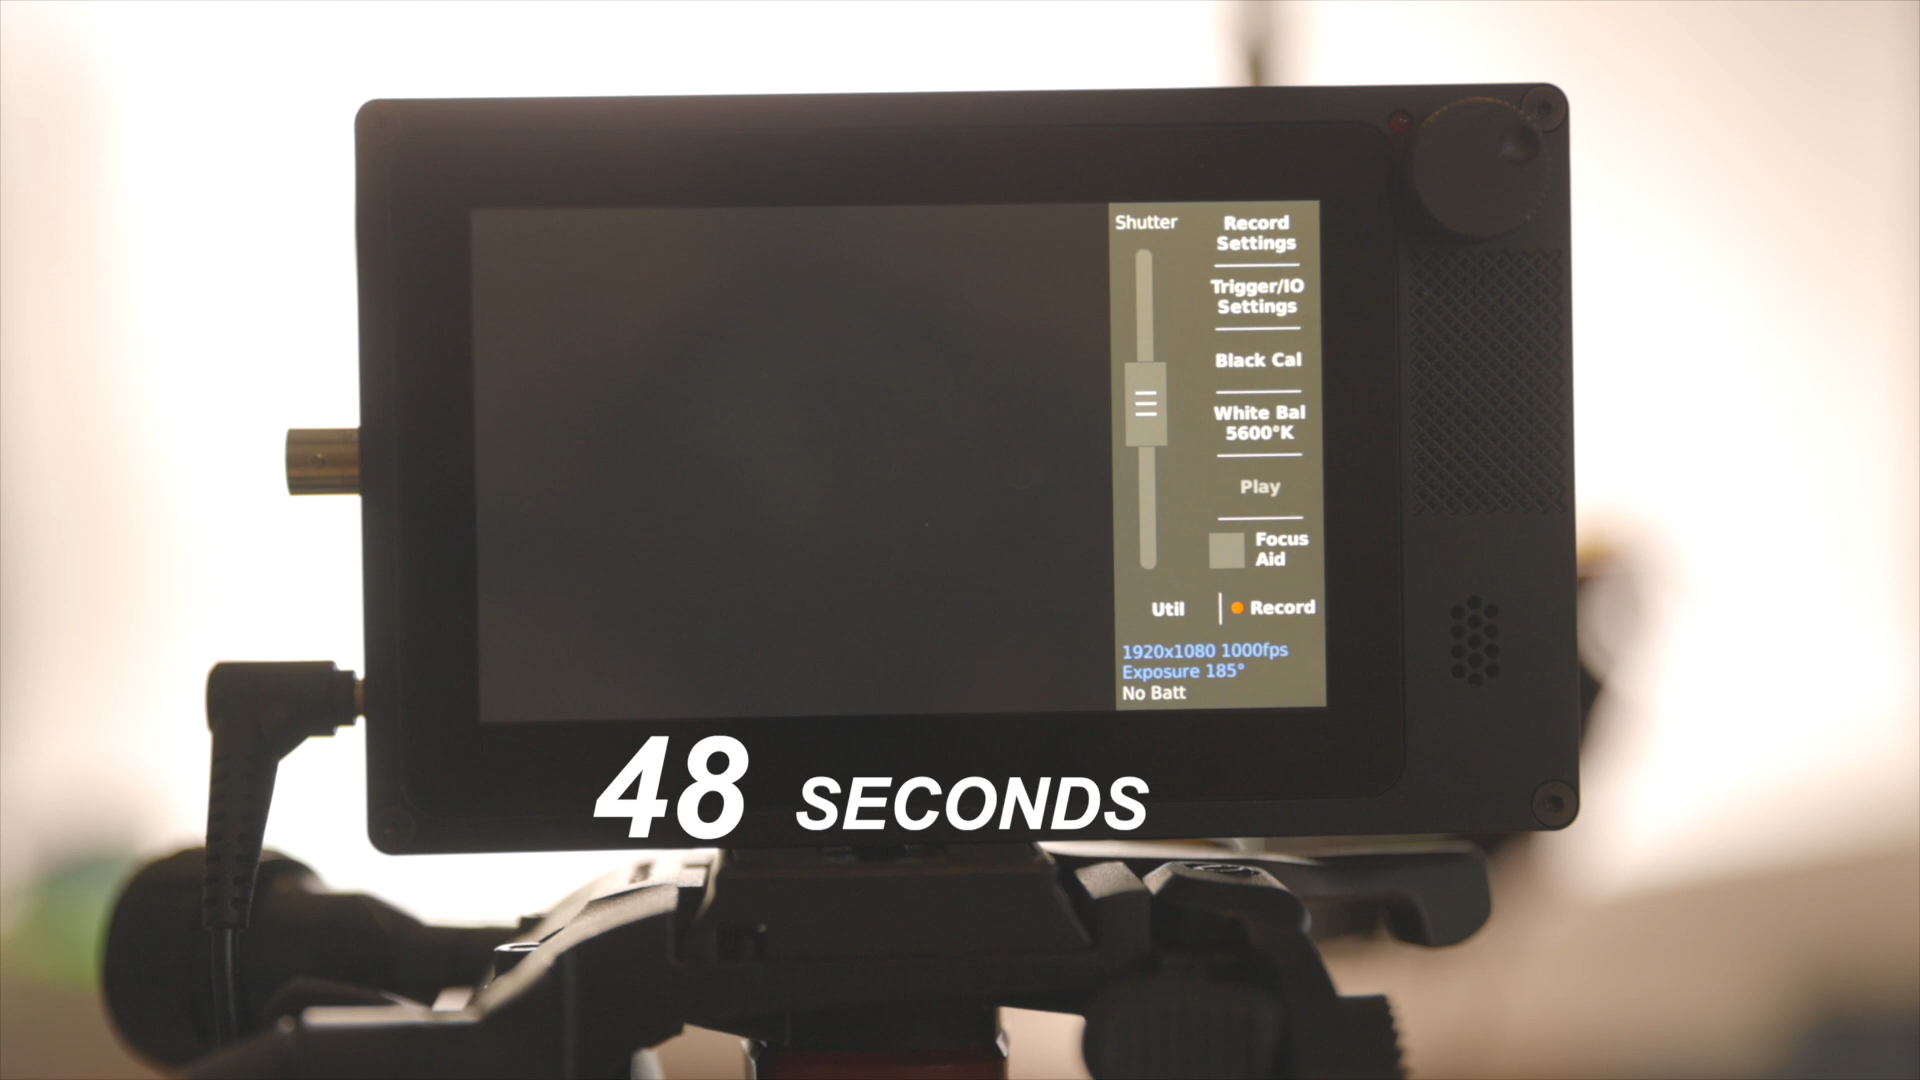 Shutter
Record
Settings
Trigger/IO
Settings
Black Cal
White Bal
5600°K
Play
Focus
Aid
Util
Record
1920x1080 1000fps
Exposure 185°
No Batt
48 SECONDS